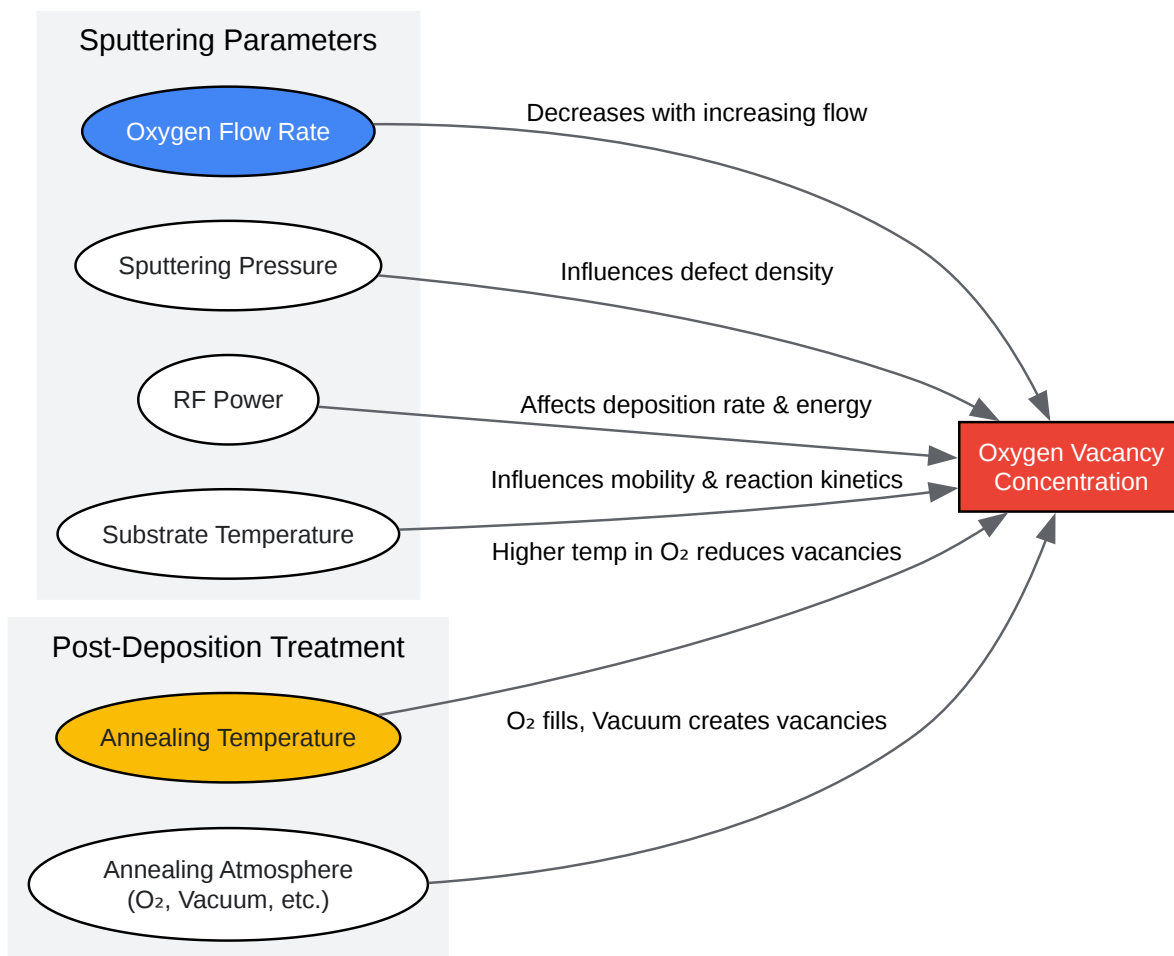 Sputtering Parameters
Oxygen Flow Rate
Decreases with increasing flow
Sputtering Pressure
Influences defect density
RF Power
Affects deposition rate & energy
Oxygen Vacancy
Concentration
Influences mobility & reaction kinetics
Substrate Temperature
Higher temp in O₂ reduces vacancies
Post-Deposition Treatment
Annealing Temperature
O₂ fills, Vacuum creates vacancies
Annealing Atmosphere
(O₂, Vacuum, etc.)